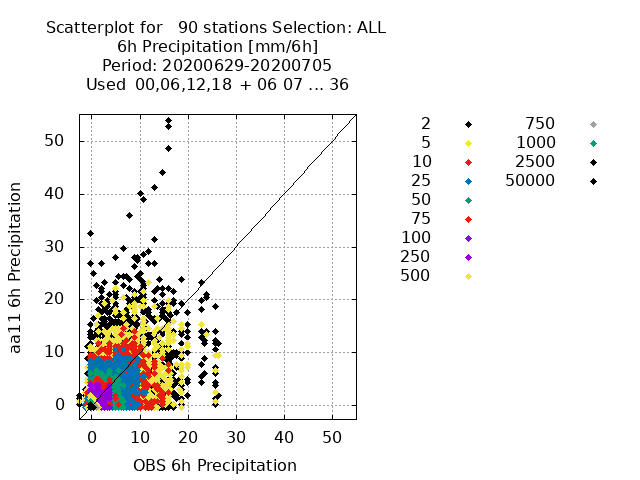 Scatterplot for   90 stations Selection: ALL
6h Precipitation [mm/6h]
Period: 20200629-20200705
Used  00,06,12,18 + 06 07 ... 36
2
5
10
25
50
75
100
250
500
750
1000
2500
50000
aa11 6h Precipitation
50
40
30
20
10
0
0 10 20 30 40 50
OBS 6h Precipitation